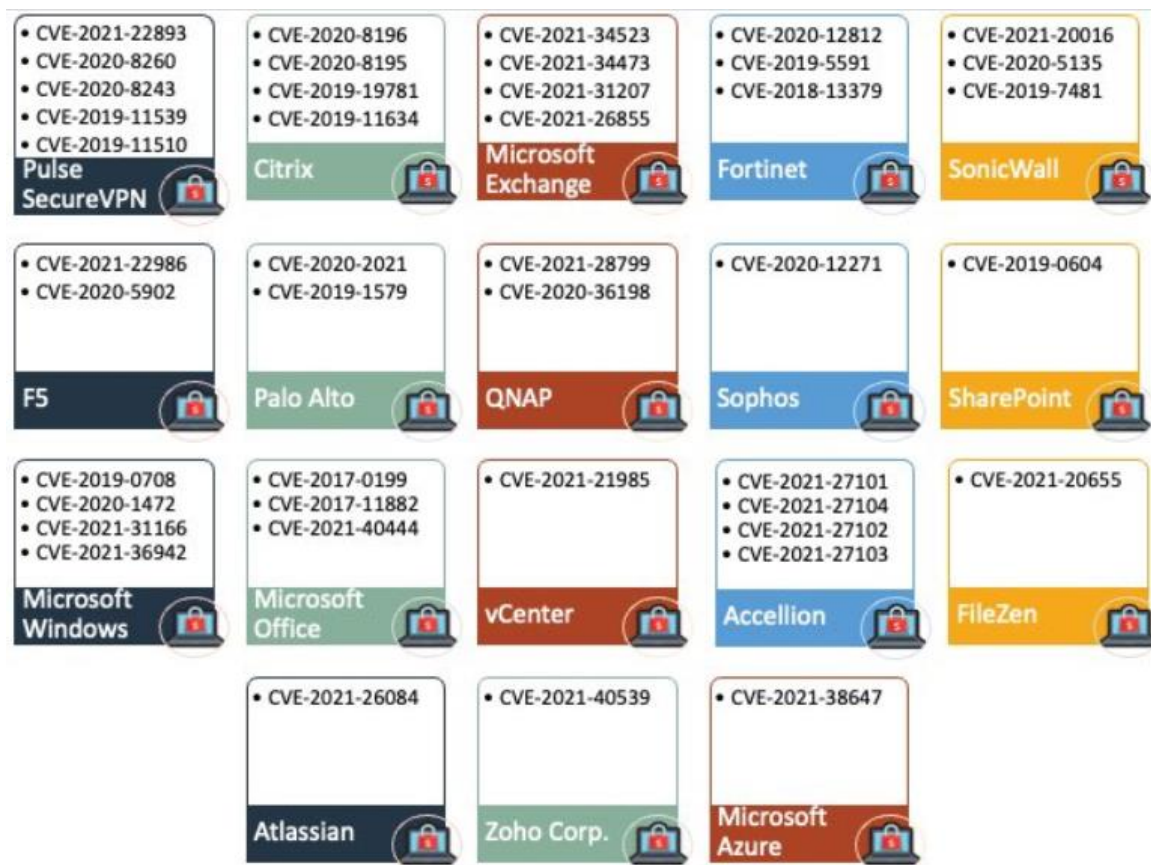 • CVE-2021-22893
• CVE-2020-8260
• CVE-2020-8243
• CVE-2019-11539
• CVE-2019-11510
Pulse
SecureVPN
• CVE-2020-8196
• CVE-2020-8195
• CVE-2019-19781
• CVE-2019-11634
Citrix
• CVE-2021-34523
• CVE-2021-34473
• CVE-2021-31207
• CVE-2021-26855
Microsoft
Exchange
• CVE-2020-12812
• CVE-2019-5591
• CVE-2018-13379
Fortinet
• CVE-2021-20016
• CVE-2020-5135
• CVE-2019-7481
SonicWall
• CVE-2021-22986
• CVE-2020-5902
F5
• CVE-2020-2021
• CVE-2019-1579
Palo Alto
• CVE-2021-28799
• CVE-2020-36198
QNAP
• CVE-2020-12271
Sophos
• CVE-2019-0604
SharePoint
• CVE-2019-0708
• CVE-2020-1472
• CVE-2021-31166
• CVE-2021-36942
Microsoft
Windows
• CVE-2017-0199
• CVE-2017-11882
• CVE-2021-40444
Microsoft
Office
• CVE-2021-21985
vCenter
• CVE-2021-27101
• CVE-2021-27104
• CVE-2021-27102
• CVE-2021-27103
Accellion
• CVE-2021-20655
FileZen
• CVE-2021-26084
Atlassian
• CVE-2021-40539
Zoho Corp.
• CVE-2021-38647
Microsoft
Azure